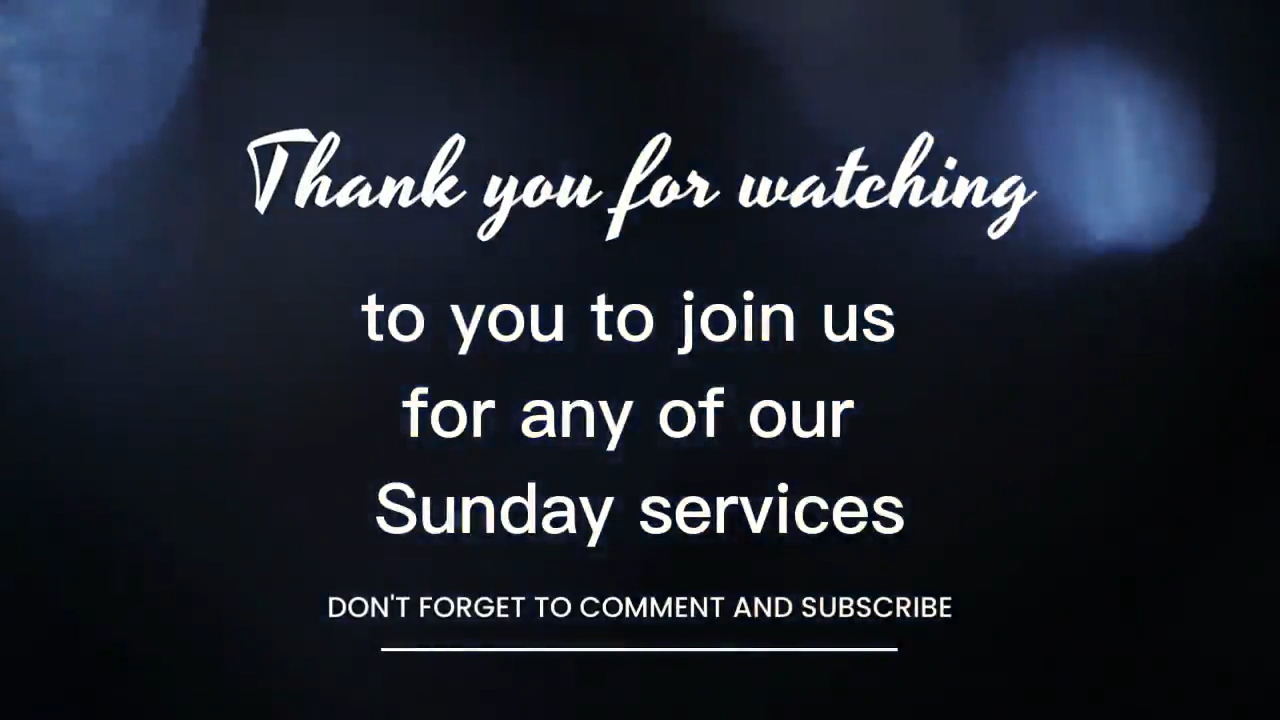 Thank you for watching
to you to join us
for any of our
Sunday services
DON'T FORGET TO COMMENT AND SUBSCRIBE